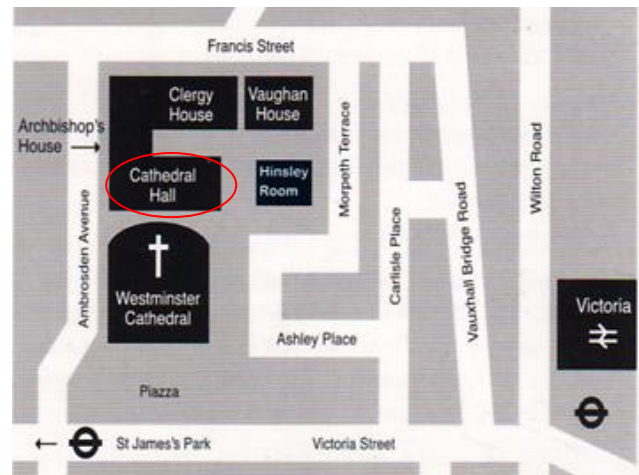 Francis Street
Clergy
House
Vaughan
House
Archbishop's
House
Cathedral
Hall
Hinsley
Room
Morpeth Terrace
Carlisle Place
Vauxhall Bridge Road
Wilton Road
Ambrosden Avenue
Westminster
Cathedral
Victoria
Ashley Place
Piazza
St James's Park
Victoria Street